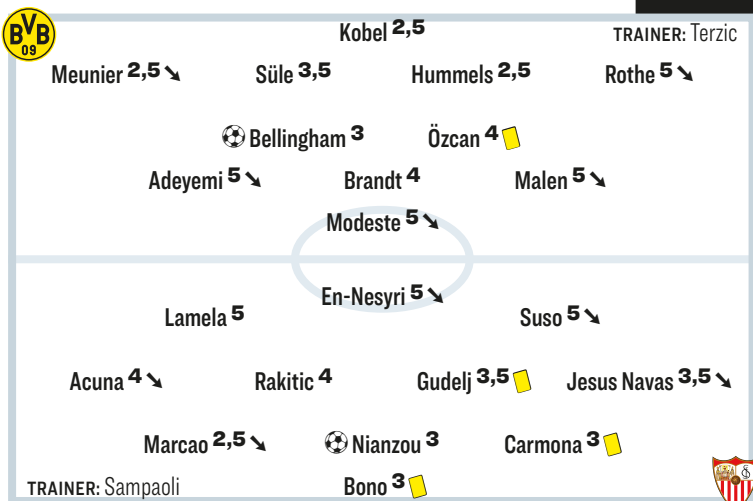 BVB
09
Kobel 2,5
TRAINER: Terzic
Meunier 2,5 Süle 3,5 Hummels 2,5 Rothe 5
Bellingham 3 Özcan 4
Adeyemi 5 Brandt 4 Malen 5
Modeste 5
En-Nesyri 5
Lamela 5 Suso 5
Acuna 4 Rakitic 4 Gudelj 3,5 Jesus Navas 3,5
Marcao 2,5 Nianzou 3 Carmona 3
TRAINER: Sampaoli Bono 3